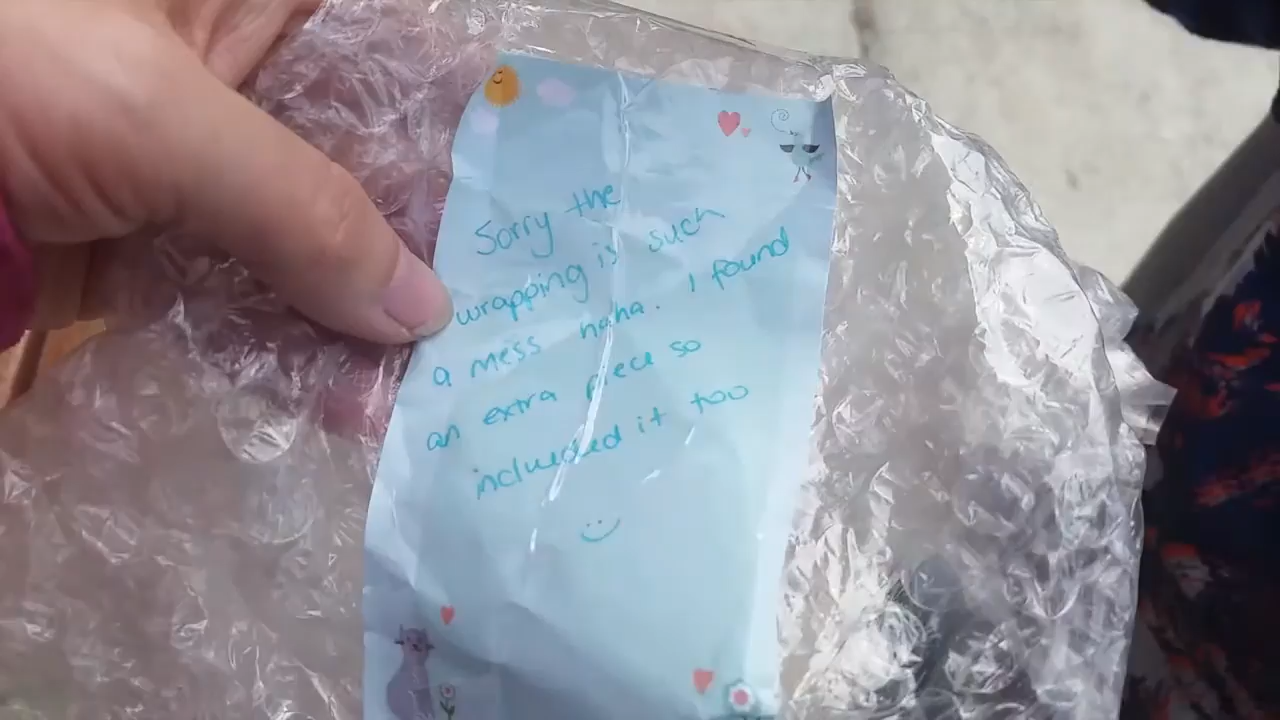 Sorry the
wrapping is such
a mess haha. I found
an extra piece so
included it too
:)